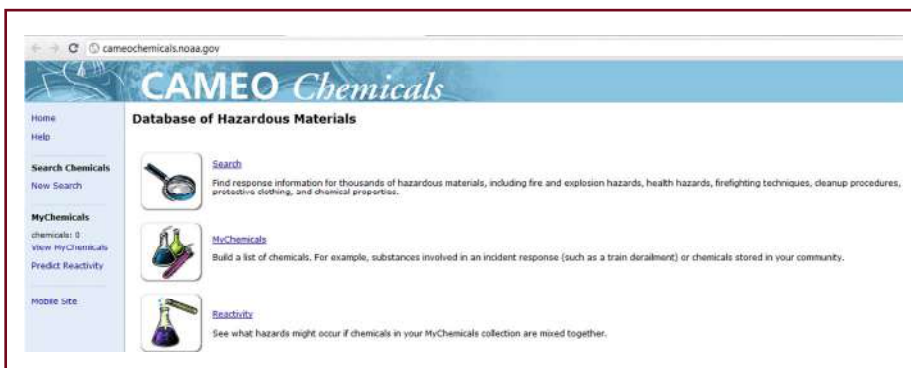 cameochemicals.noaa.gov
CAMEO Chemicals
Home
Help
Search Chemicals
New Search
MyChemicals
chemicals: 0
View MyChemicals
Predict Reactivity
Mobile Site
Database of Hazardous Materials
Search
Find response information for thousands of hazardous materials, including fire and explosion hazards, health hazards, firefighting techniques, cleanup procedures,
protective clothing, and chemical properties.
MyChemicals
Build a list of chemicals. For example, substances involved in an incident response (such as a train derailment) or chemicals stored in your community.
Reactivity
See what hazards might occur if chemicals in your MyChemicals collection are mixed together.